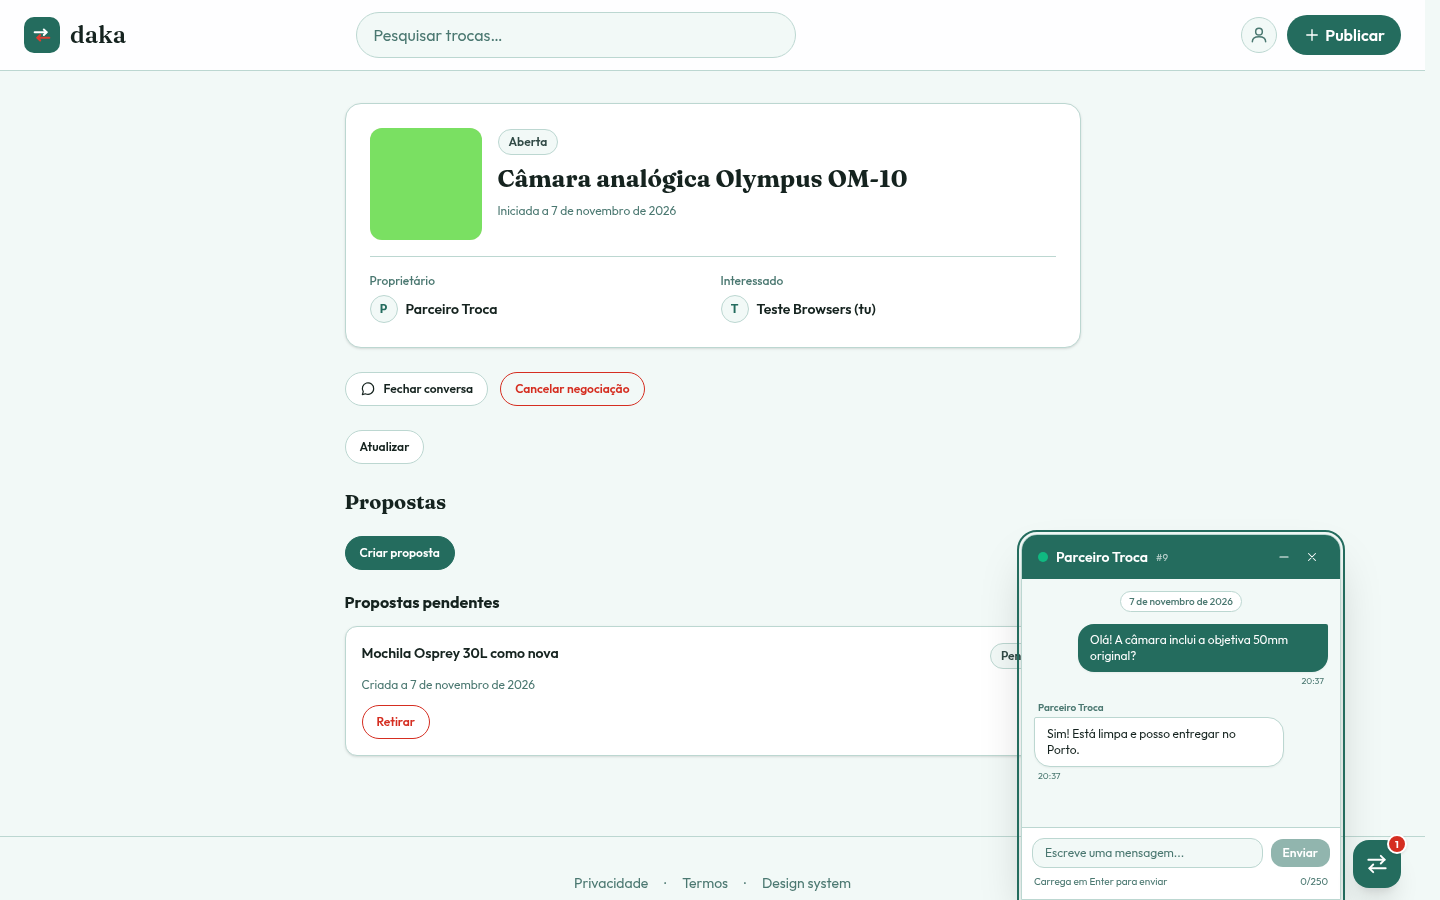 daka
Pesquisar trocas...
Publicar
Aberta
Câmara analógica Olympus OM-10
Iniciada a 7 de novembro de 2026
Proprietário
P Parceiro Troca
Interessado
T Teste Browsers (tu)
Fechar conversa
Cancelar negociação
Atualizar
Propostas
Criar proposta
Propostas pendentes
Mochila Osprey 30L como nova
Pen
Criada a 7 de novembro de 2026
Retirar
Parceiro Troca #9
7 de novembro de 2026
Olá! A câmara inclui a objetiva 50mm
original?
20:37
Parceiro Troca
Sim! Está limpa e posso entregar no
Porto.
20:37
Escreve uma mensagem...
Enviar
Carrega em Enter para enviar
0/250
1
Privacidade · Termos · Design system